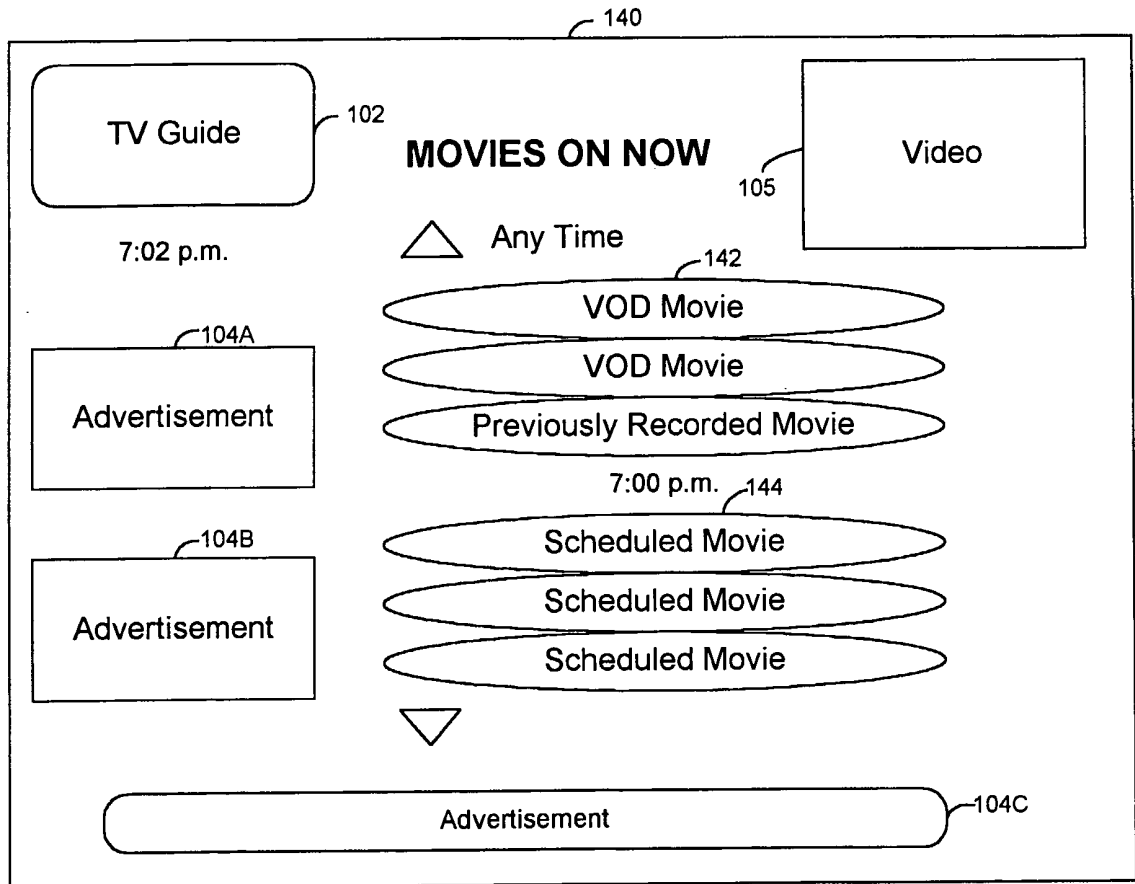 140
TV Guide
102
MOVIES ON NOW
Video
105
7:02 p.m.
Any Time
142
VOD Movie
VOD Movie
Previously Recorded Movie
104A
Advertisement
7:00 p.m.
144
Scheduled Movie
Scheduled Movie
Scheduled Movie
104B
Advertisement
Advertisement
104C